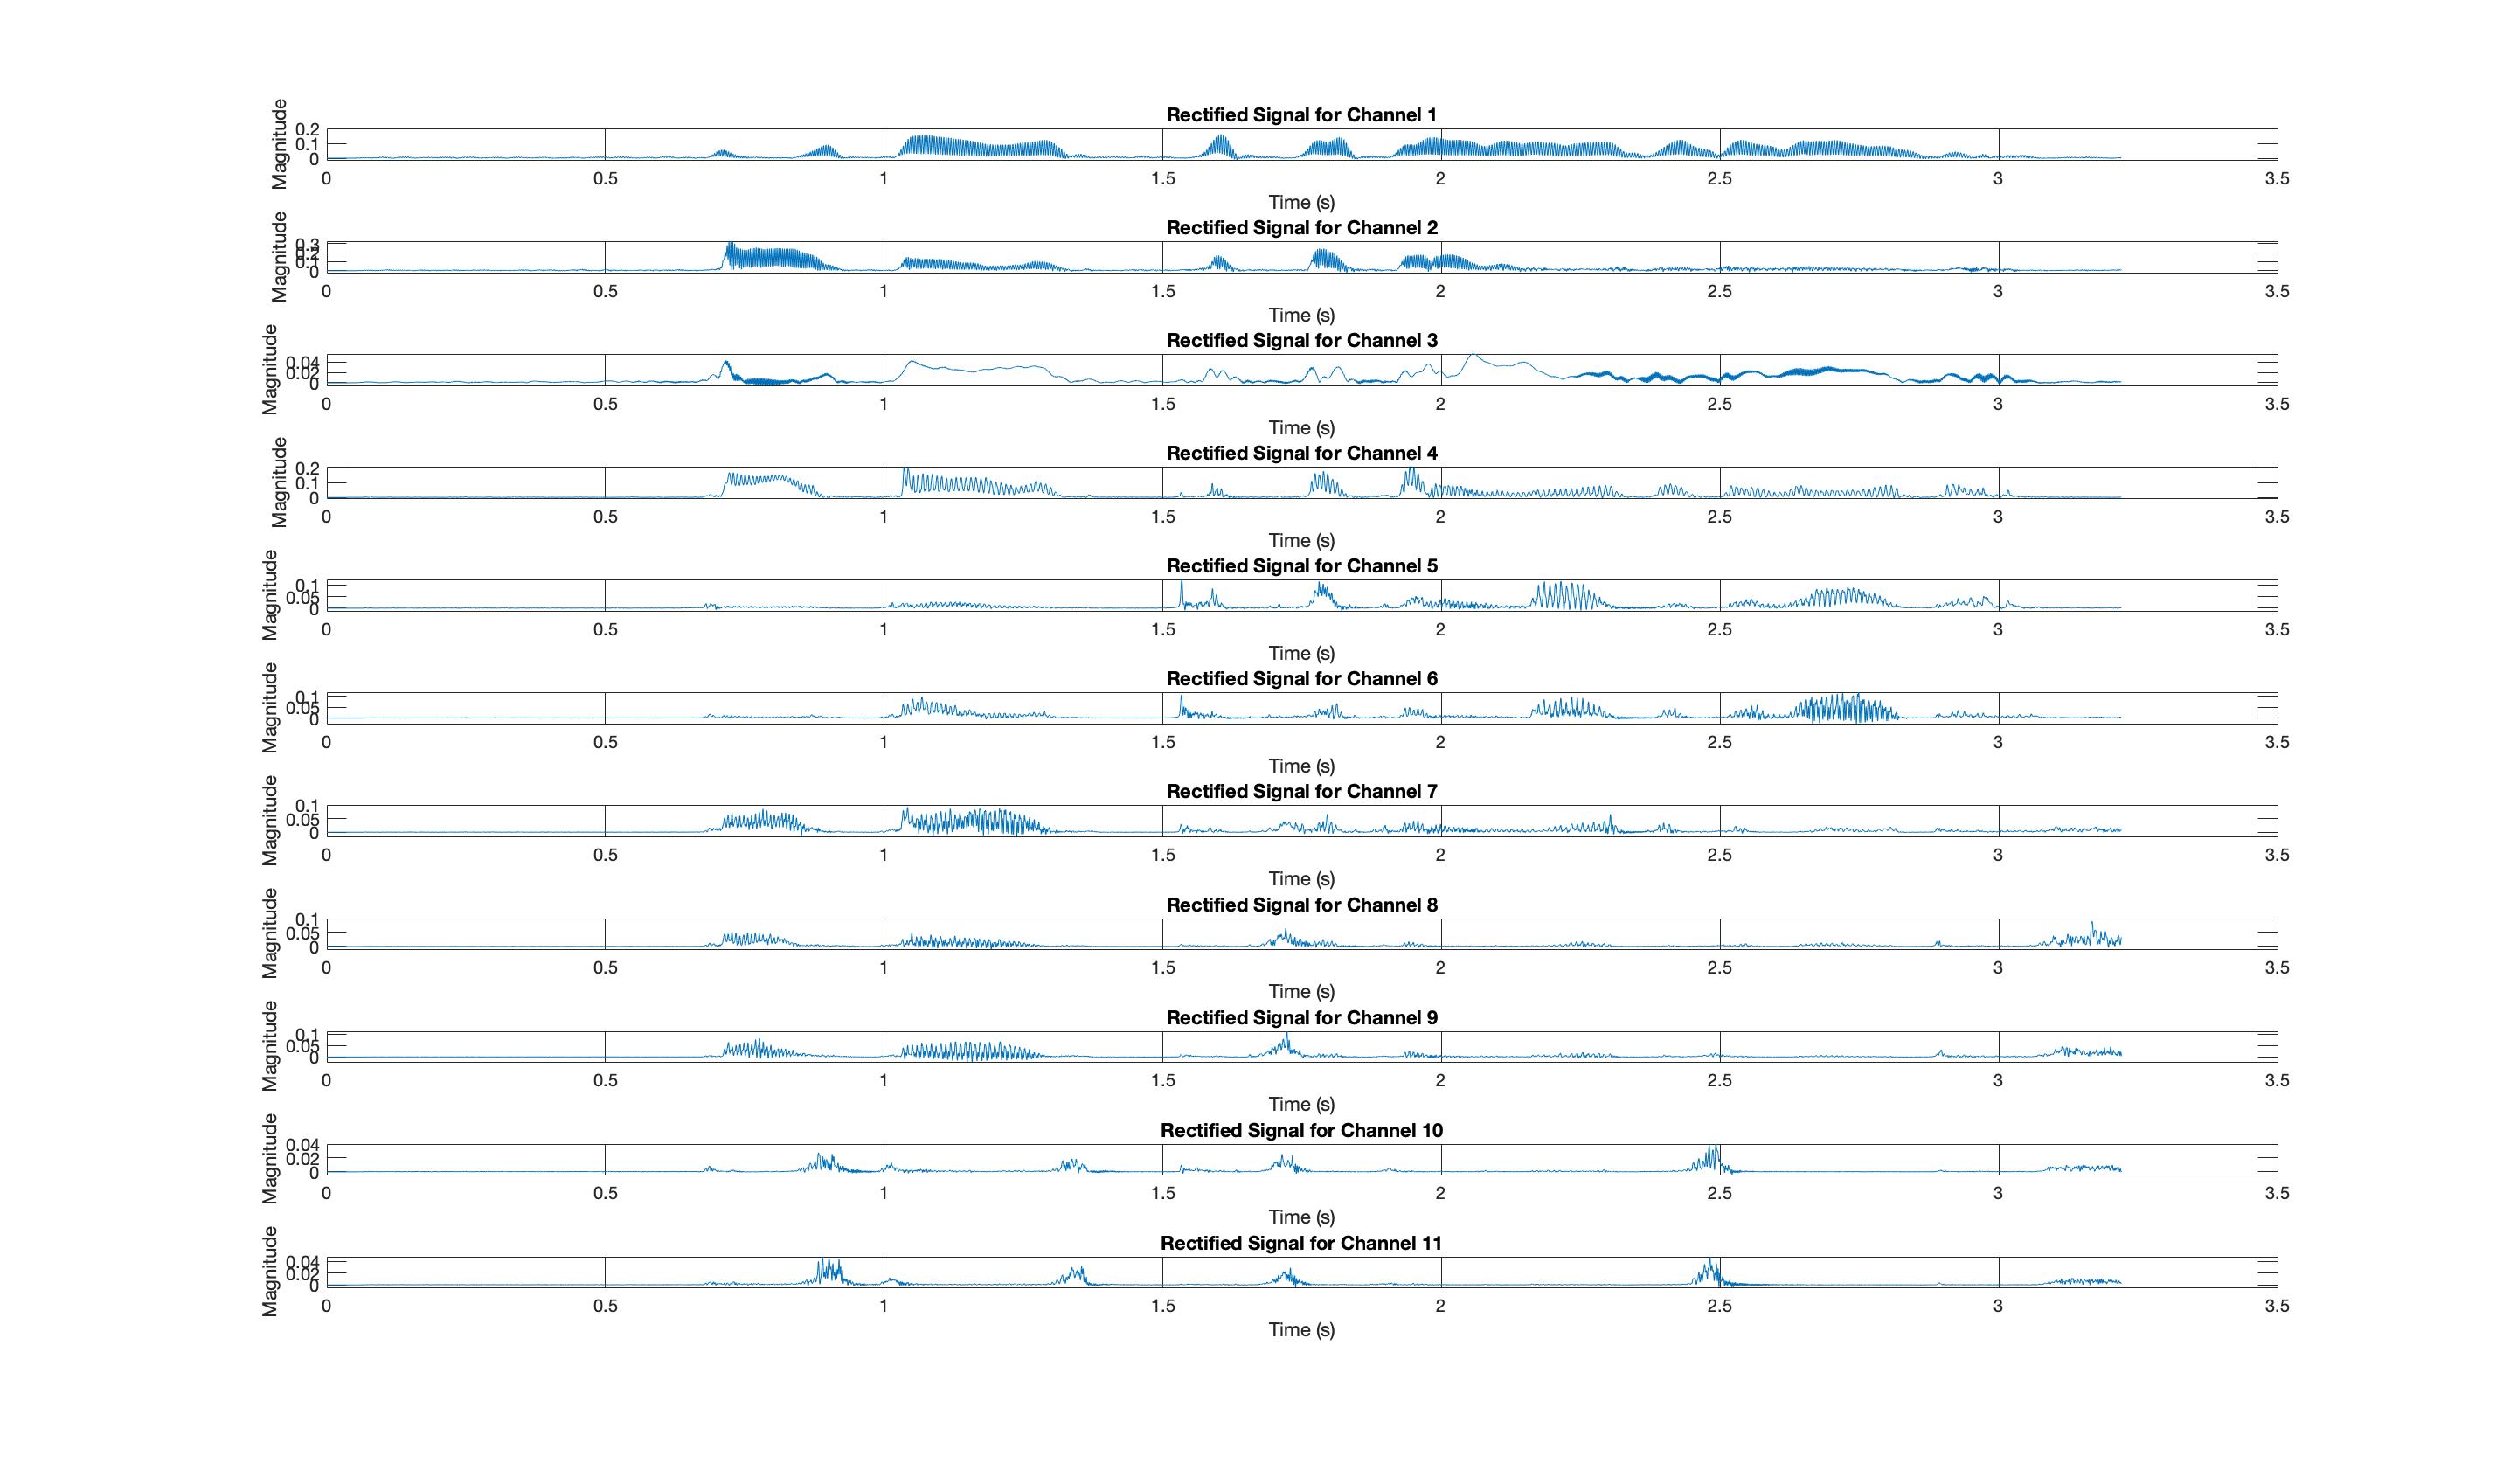 Rectified Signal for Channel 1
Magnitude
0.2
0.1
0
0 0.5 1 1.5 2 2.5 3 3.5
Time (s)
Rectified Signal for Channel 2
Magnitude
0.3
0.2
0.1
0
0 0.5 1 1.5 2 2.5 3 3.5
Time (s)
Rectified Signal for Channel 3
Magnitude
0.04
0.02
0
0 0.5 1 1.5 2 2.5 3 3.5
Time (s)
Rectified Signal for Channel 4
Magnitude
0.2
0.1
0
0 0.5 1 1.5 2 2.5 3 3.5
Time (s)
Rectified Signal for Channel 5
Magnitude
0.1
0.05
0
0 0.5 1 1.5 2 2.5 3 3.5
Time (s)
Rectified Signal for Channel 6
Magnitude
0.1
0.05
0
0 0.5 1 1.5 2 2.5 3 3.5
Time (s)
Rectified Signal for Channel 7
Magnitude
0.1
0.05
0
0 0.5 1 1.5 2 2.5 3 3.5
Time (s)
Rectified Signal for Channel 8
Magnitude
0.1
0.05
0
0 0.5 1 1.5 2 2.5 3 3.5
Time (s)
Rectified Signal for Channel 9
Magnitude
0.1
0.05
0
0 0.5 1 1.5 2 2.5 3 3.5
Time (s)
Rectified Signal for Channel 10
Magnitude
0.04
0.02
0
0 0.5 1 1.5 2 2.5 3 3.5
Time (s)
Rectified Signal for Channel 11
Magnitude
0.04
0.02
0
0 0.5 1 1.5 2 2.5 3 3.5
Time (s)